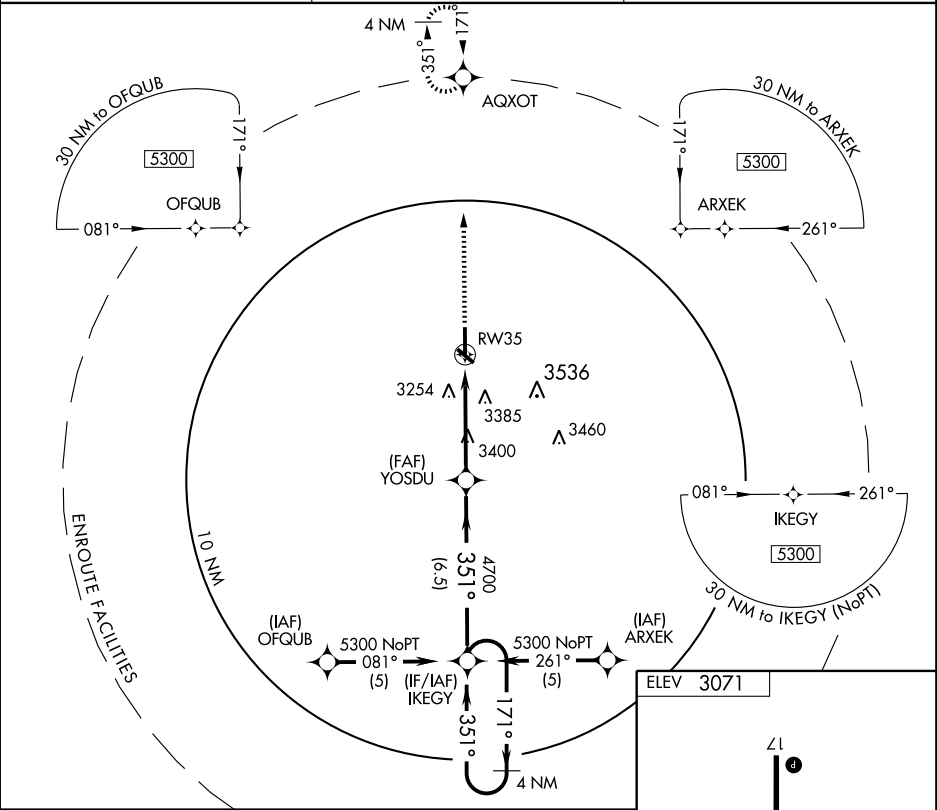 4 NM
351°
171°
AQXOT
30 NM to OFQUB
171°
5300
OFQUB
081°
30 NM to ARXEK
171°
5300
ARXEK
261°
RW35
3254
3536
3385
3400
3460
(FAF)
YOSDU
081°
261°
IKEGY
5300
30 NM to IKEGY (NoPT)
10 NM
ENROUTE FACILITIES
4700
351°
(6.5)
(IAF)
OFQUB
5300 NoPT
081°
(5)
(IF/IAF)
IKEGY
5300 NoPT
261°
(5)
(IAF)
ARXEK
351°
171°
4 NM
ELEV 3071
17
P